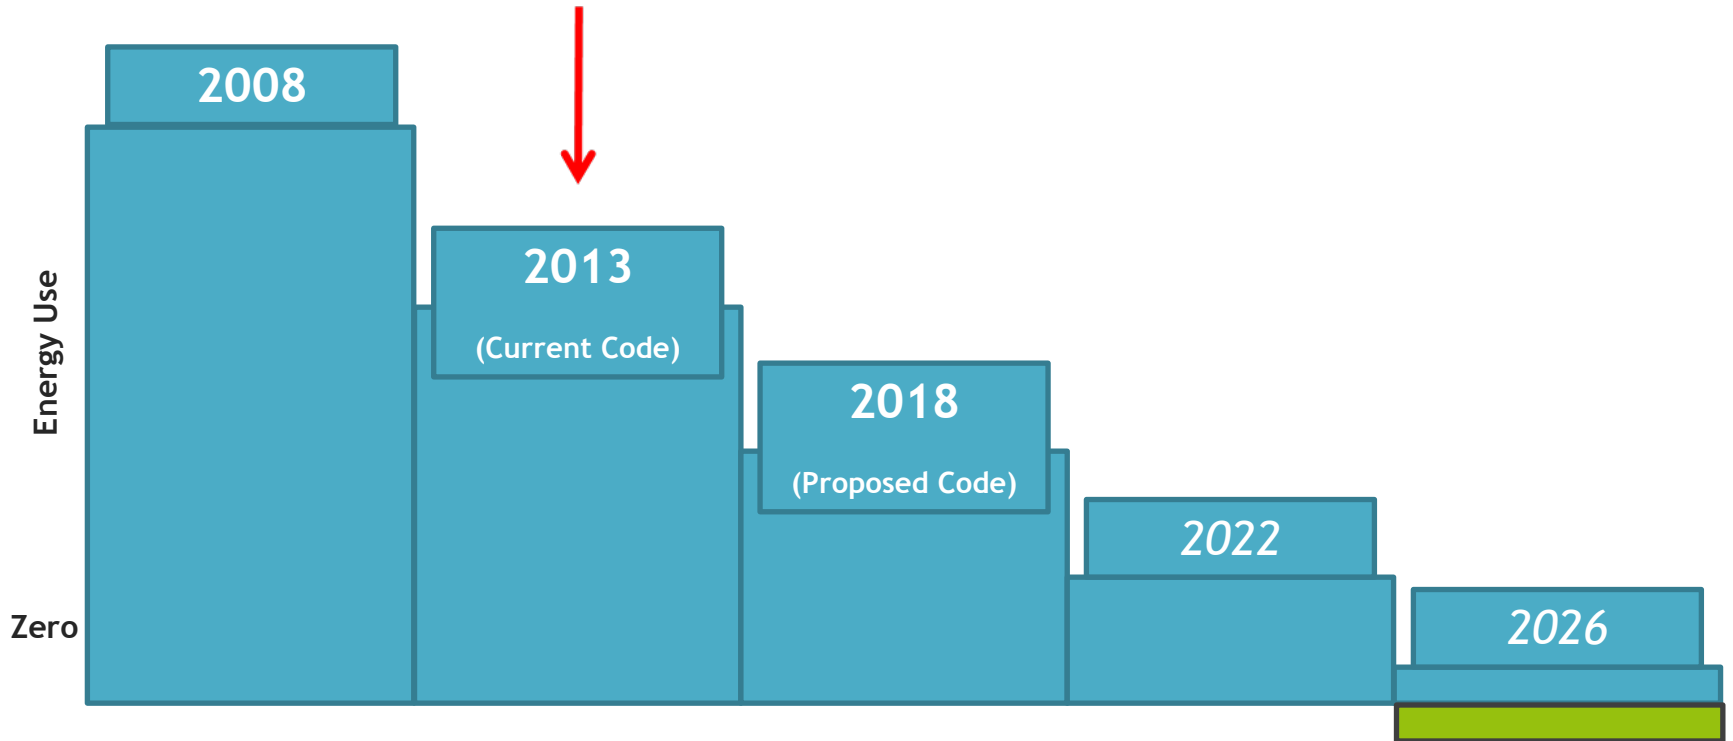 2008
2013
(Current Code)
2018
(Proposed Code)
2022
2026
Energy Use
Zero